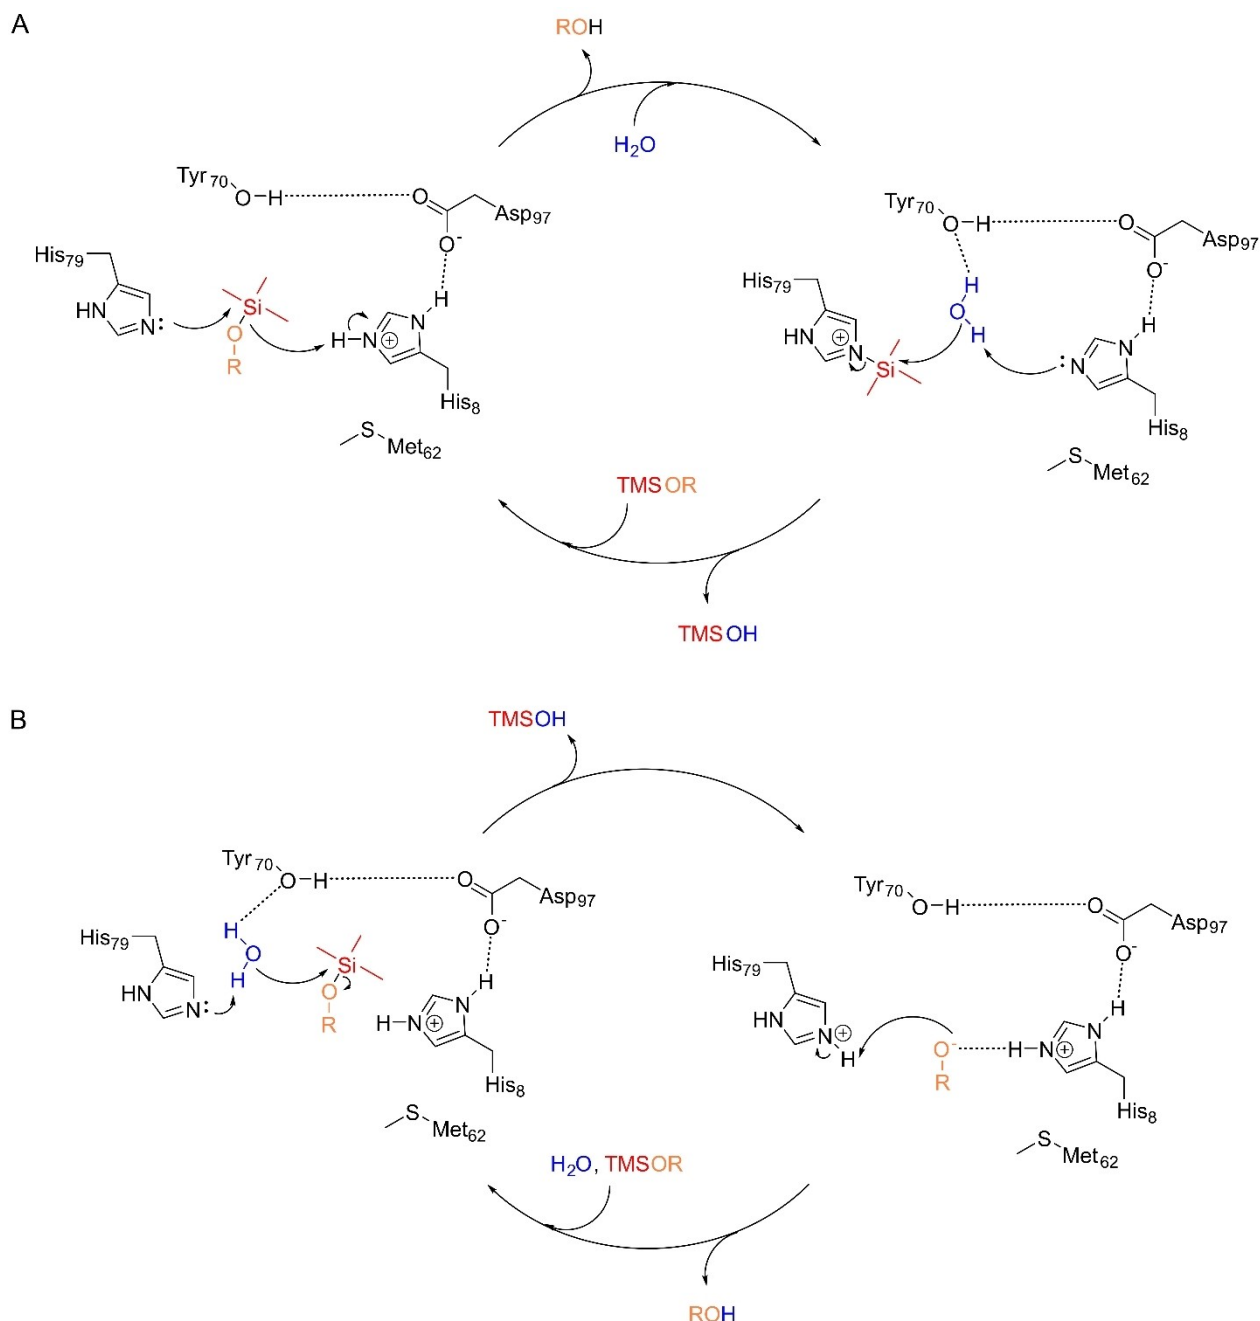 A
ROH
H2O
Tyr70
O–H
O
O-
Asp97
His79
HN
N:
Si
O
R
H
H–N
⊕
N
His8
S
Met62
Tyr70
O–H
O
O-
Asp97
His79
HN
⊕
N
Si
H
O
H
H
:N
N
His8
S
Met62
TMSOR
TMSOH
B
TMSOH
Tyr70
O–H
O
O-
Asp97
His79
HN
N:
H
O
H
Si
O
R
H
H–N
⊕
N
His8
S
Met62
Tyr70
O–H
O
O-
Asp97
His79
HN
N
⊕
H
O-
R
H
H–N
⊕
N
His8
S
Met62
H2O, TMSOR
ROH